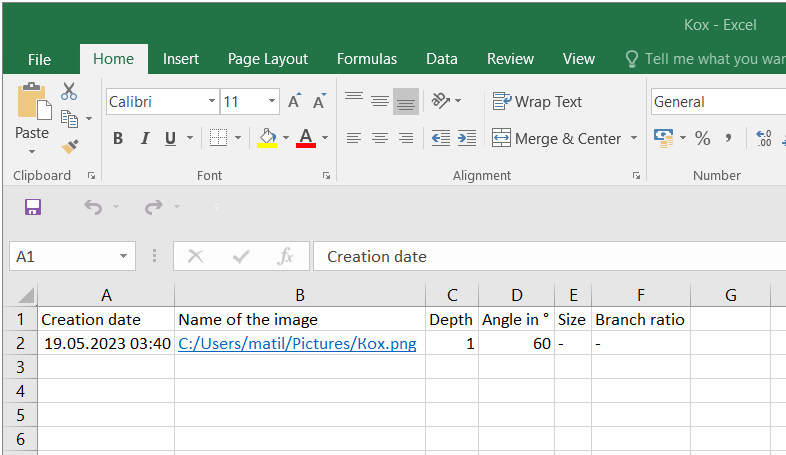 Kox - Excel
File Home Insert Page Layout Formulas Data Review View Tell me what you
Paste
Calibri 11 A A
B I U A
Wrap Text
Merge & Center
General
% , .0 .00
Clipboard Font Alignment Number
A1 fx Creation date
A B C D E F G
1 Creation date Name of the image Depth Angle in ° Size Branch ratio
2 19.05.2023 03:40 C:/Users/matil/Pictures/Kox.png 1 60 - -
3
4
5
6